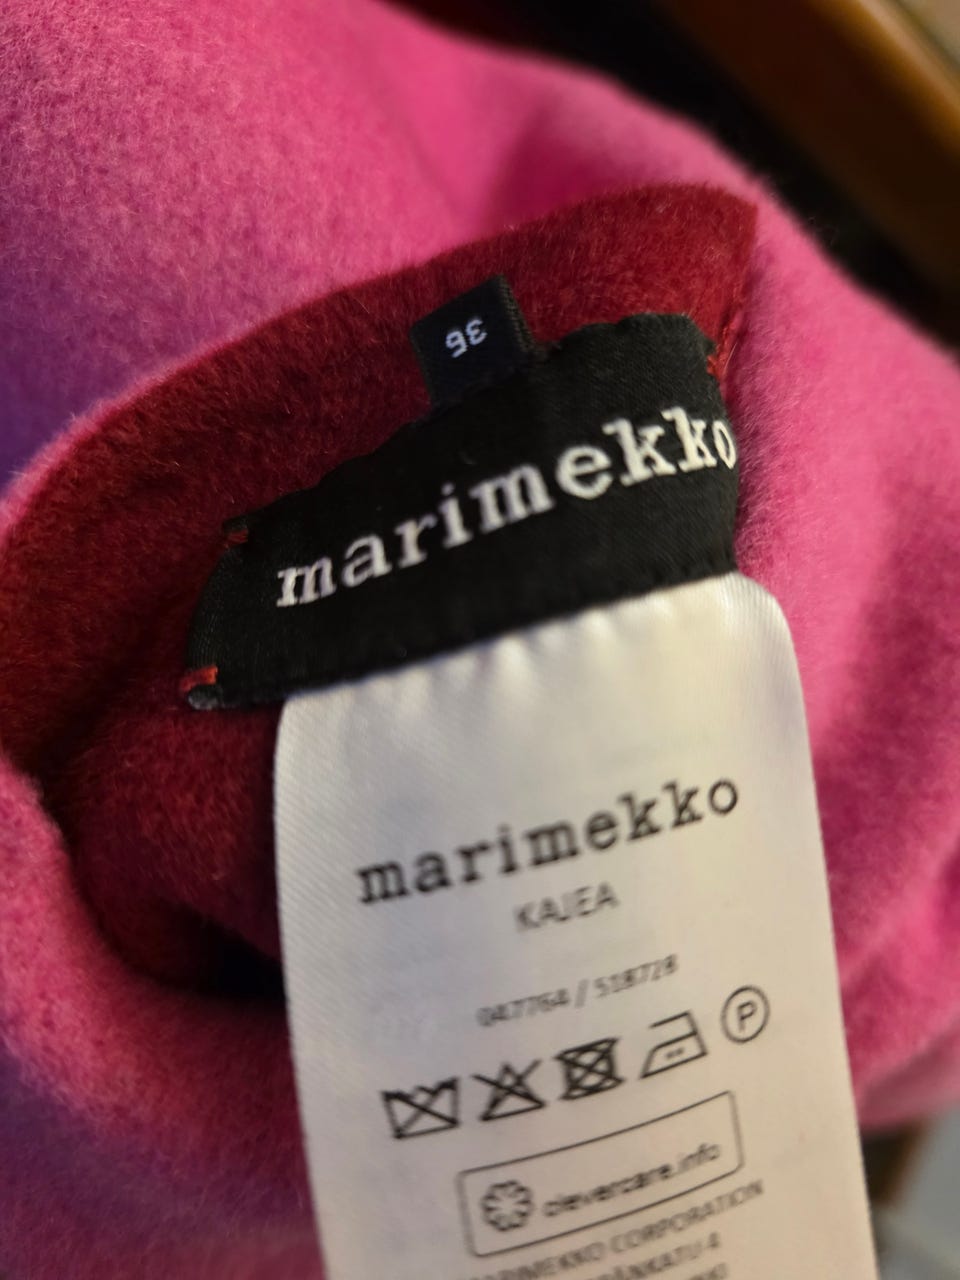 36
marimekko
marimekko
KAJEA
047764 / 518728
P
clevercare.info
MARIMEKKO CORPORATION